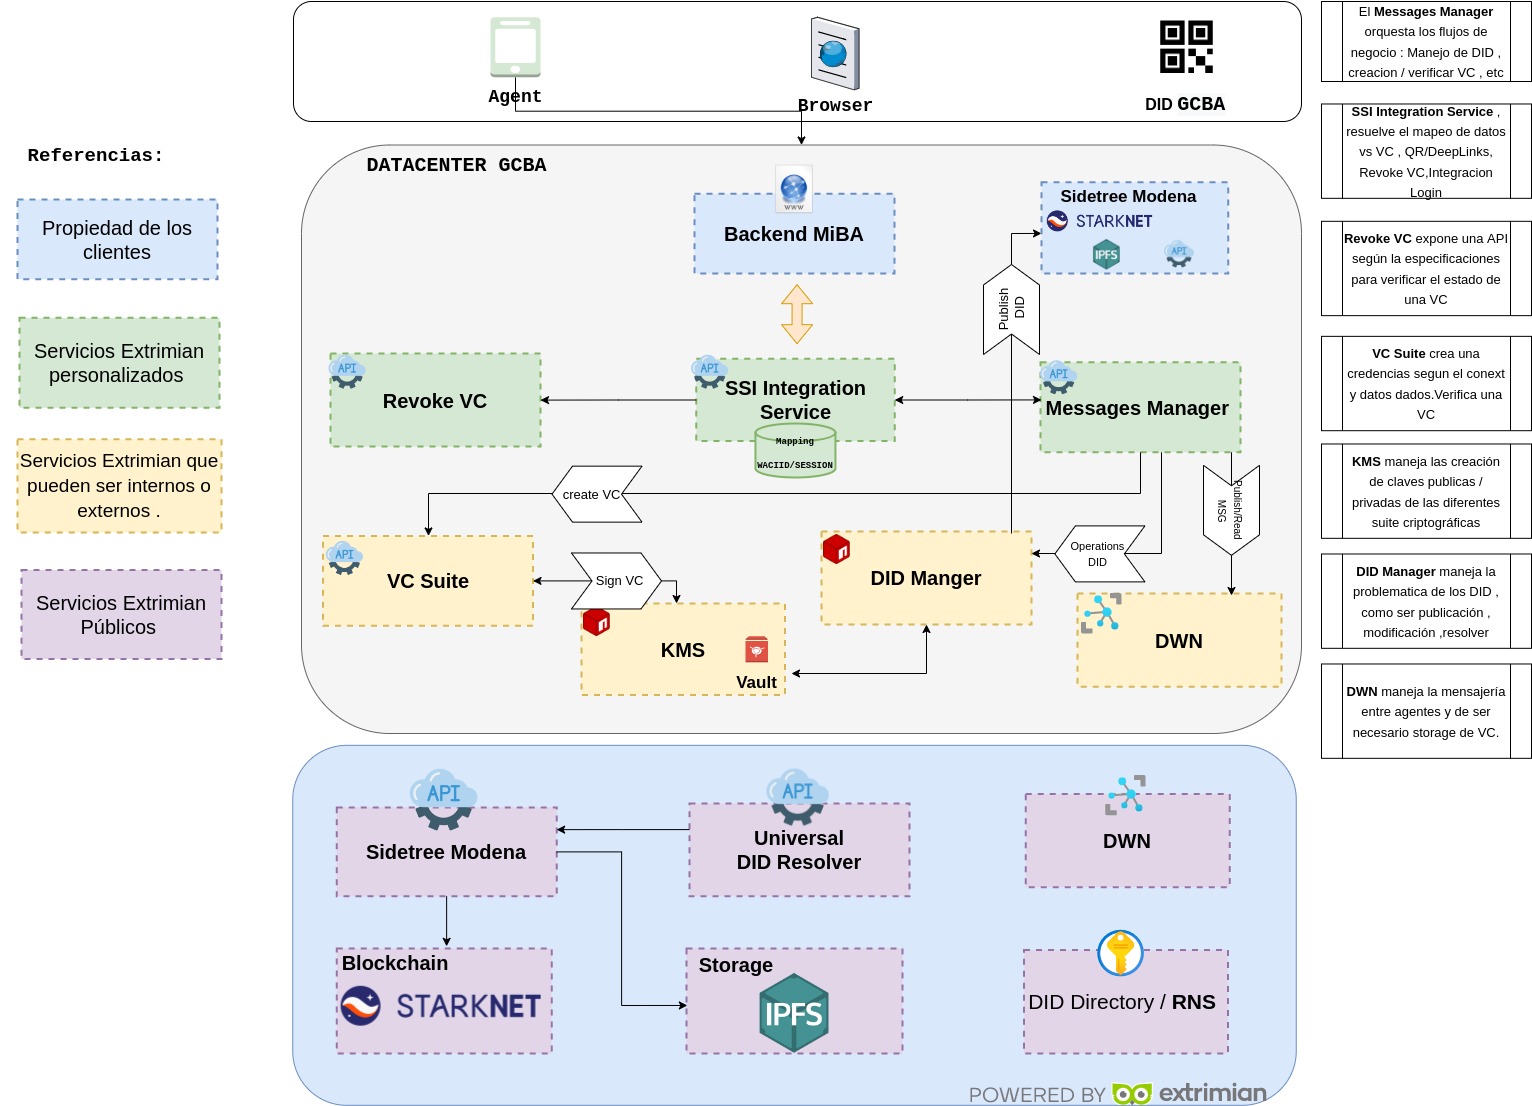 Agent
Browser
DID GCBA
Referencias:
Propiedad de los
clientes
Servicios Extrimian
personalizados
Servicios Extrimian que
pueden ser internos o
externos .
Servicios Extrimian
Públicos
DATACENTER GCBA
WWW
Backend MiBA
Sidetree Modena
STARKNET
IPFS
API
Publish
DID
API
Revoke VC
API
SSI Integration
Service
Mapping
WACIID/SESSION
API
Messages Manager
create VC
Publish/Read
MSG
API
VC Suite
Sign VC
KMS
Vault
DID Manger
Operations
DID
DWN
API
Sidetree Modena
API
Universal
DID Resolver
DWN
Blockchain
STARKNET
Storage
IPFS
DID Directory / RNS
POWERED BY extrimian
El Messages Manager
orquesta los flujos de
negocio : Manejo de DID ,
creacion / verificar VC , etc
SSI Integration Service ,
resuelve el mapeo de datos
vs VC , QR/DeepLinks,
Revoke VC,Integracion
Login
Revoke VC expone una API
según la especificaciones
para verificar el estado de
una VC
VC Suite crea una
credencias segun el conext
y datos dados.Verifica una
VC
KMS maneja las creación
de claves publicas /
privadas de las diferentes
suite criptográficas
DID Manager maneja la
problematica de los DID ,
como ser publicación ,
modificación ,resolver
DWN maneja la mensajería
entre agentes y de ser
necesario storage de VC.